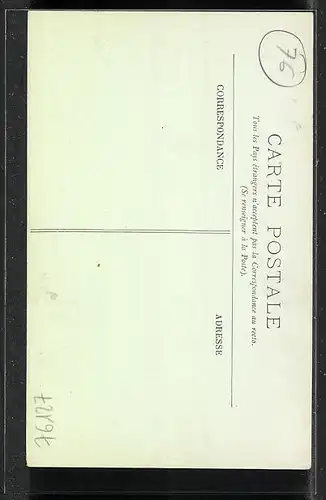 76
CARTE POSTALE
Tous les Pays étrangers n'acceptent pas la Correspondance au recto.
(Se renseigner à la Poste).
CORRESPONDANCE
ADRESSE